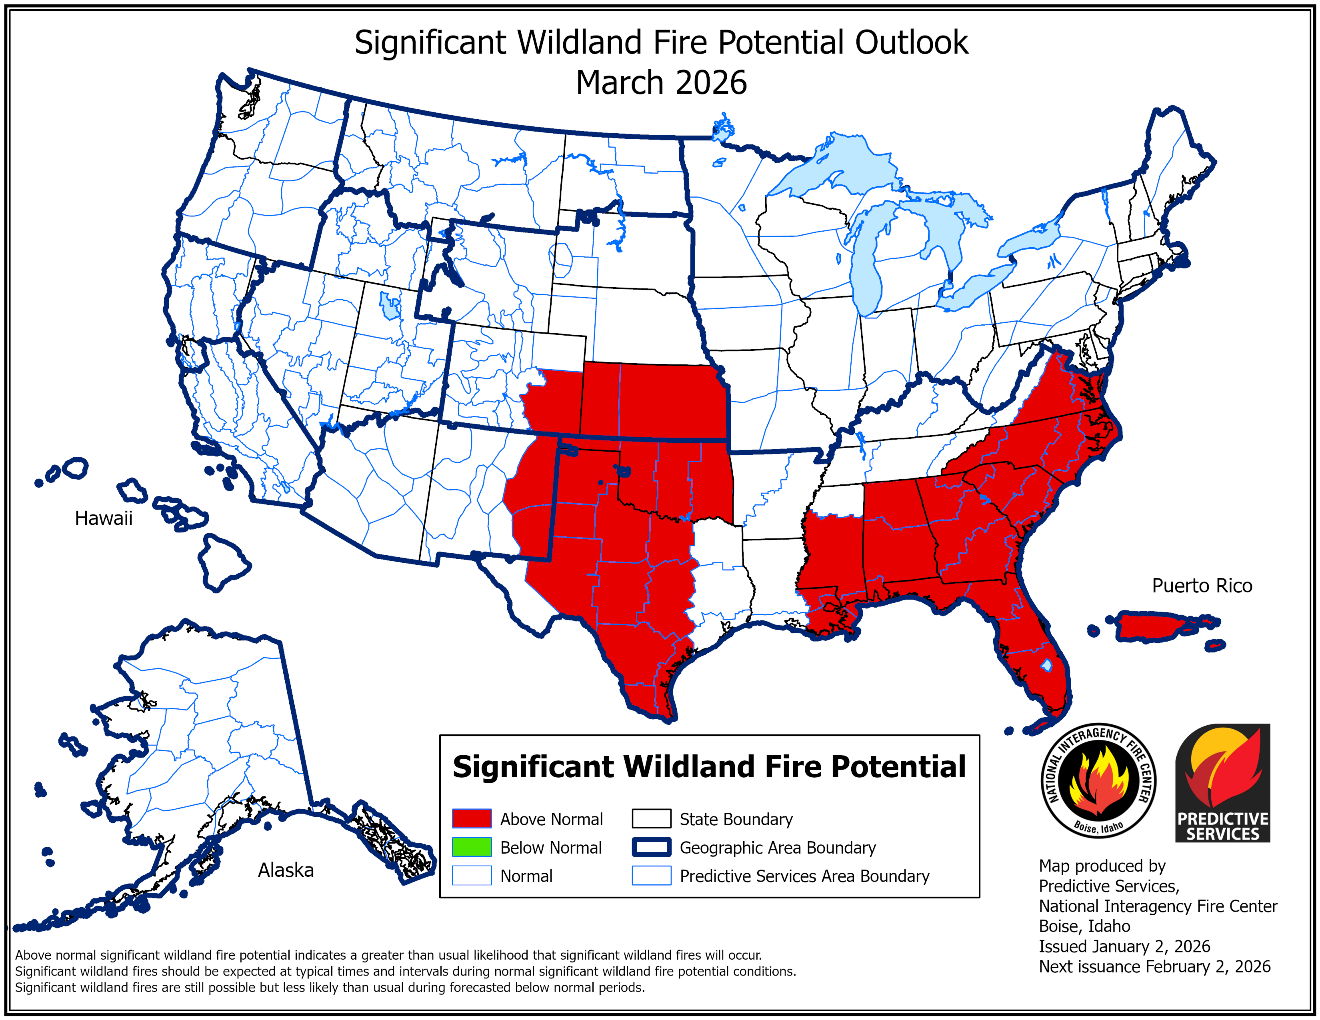 Significant Wildland Fire Potential Outlook
March 2026
Hawaii
Puerto Rico
Alaska
Significant Wildland Fire Potential
Above Normal
State Boundary
Below Normal
Geographic Area Boundary
Normal
Predictive Services Area Boundary
NATIONAL INTERAGENCY FIRE CENTER
Boise, Idaho
PREDICTIVE
SERVICES
Map produced by
Predictive Services,
National Interagency Fire Center
Boise, Idaho
Issued January 2, 2026
Next issuance February 2, 2026
Above normal significant wildland fire potential indicates a greater than usual likelihood that significant wildland fires will occur.
Significant wildland fires should be expected at typical times and intervals during normal significant wildland fire potential conditions.
Significant wildland fires are still possible but less likely than usual during forecasted below normal periods.